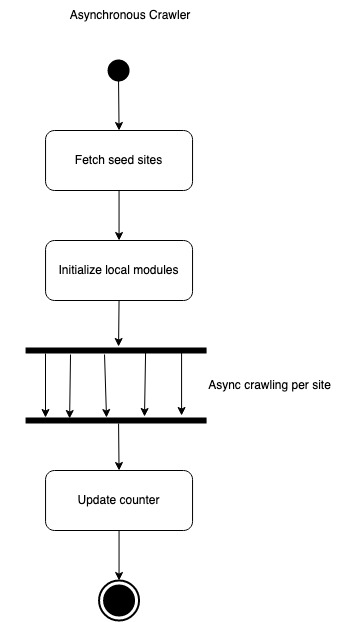 Asynchronous Crawler
Fetch seed sites
Initialize local modules
Async crawling per site
Update counter